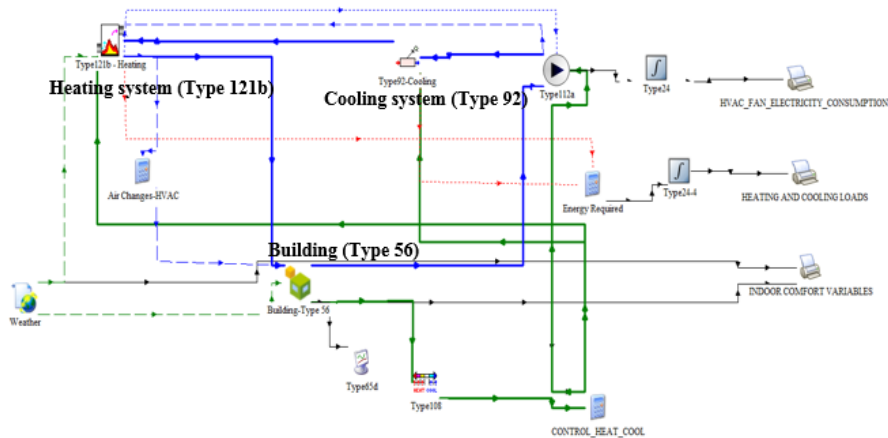 Type121b - Heating
Heating system (Type 121b)
Type92-Cooling
Cooling system (Type 92)
Type112a
Type24
HVAC_FAN_ELECTRICITY_CONSUMPTION
Air Changes-HVAC
Energy Required
Type24-4
HEATING AND COOLING LOADS
Building (Type 56)
Building-Type 56
Weather
INDOOR COMFORT VARIABLES
Type65d
HEAT COOL
Type108
CONTROL_HEAT_COOL